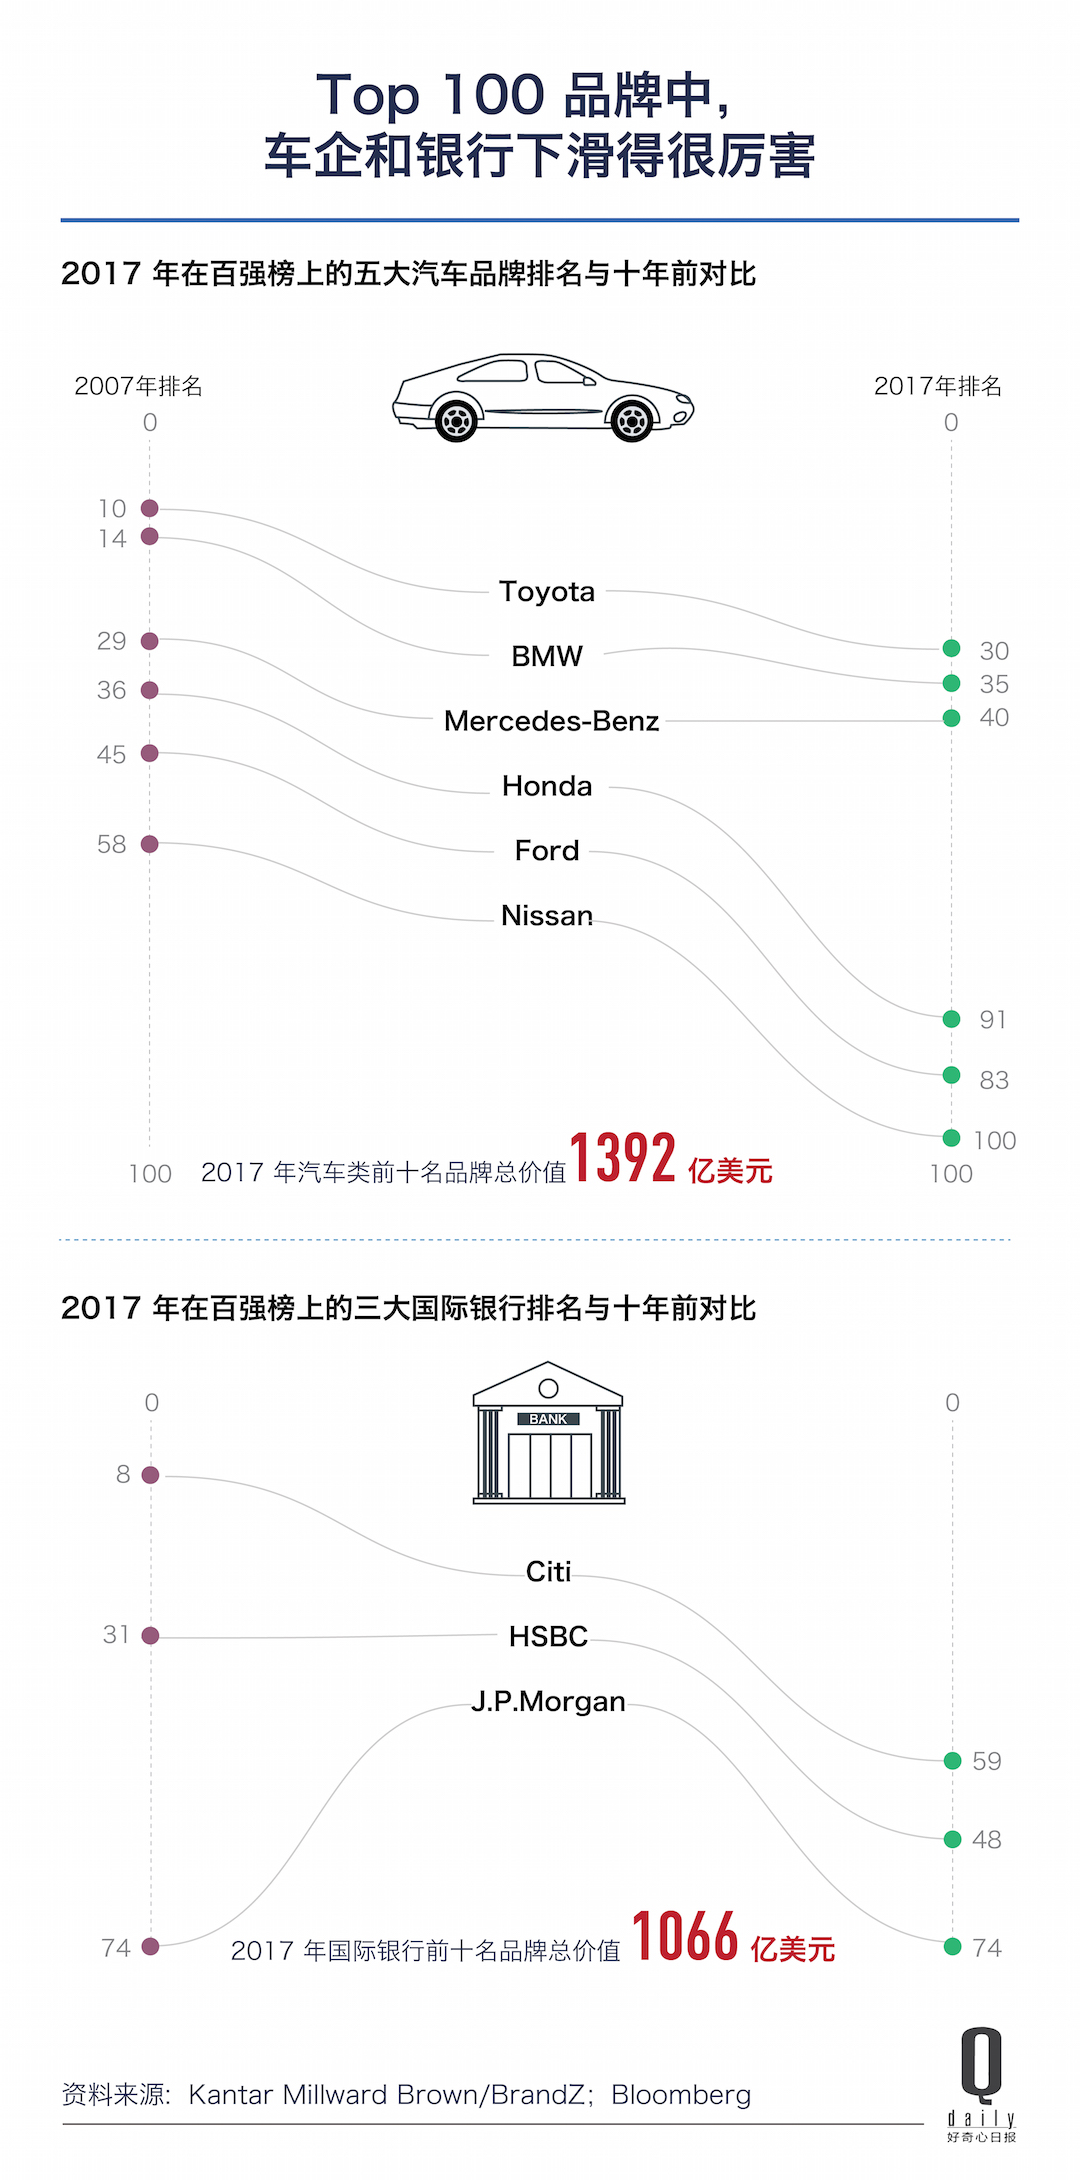 Top 100 品牌中，
车企和银行下滑得很厉害
2017 年在百强榜上的五大汽车品牌排名与十年前对比
2007年排名
2017年排名
0
0
10
14
Toyota
29
BMW
30
36
35
Mercedes-Benz
40
45
Honda
58
Ford
Nissan
91
83
100
100
2017 年汽车类前十名品牌总价值1392 亿美元
100
2017 年在百强榜上的三大国际银行排名与十年前对比
0
0
BANK
8
Citi
31
HSBC
J.P.Morgan
59
48
74
2017 年国际银行前十名品牌总价值 1066 亿美元
74
资料来源：Kantar Millward Brown/BrandZ；Bloomberg
Q
daily
好奇心日报